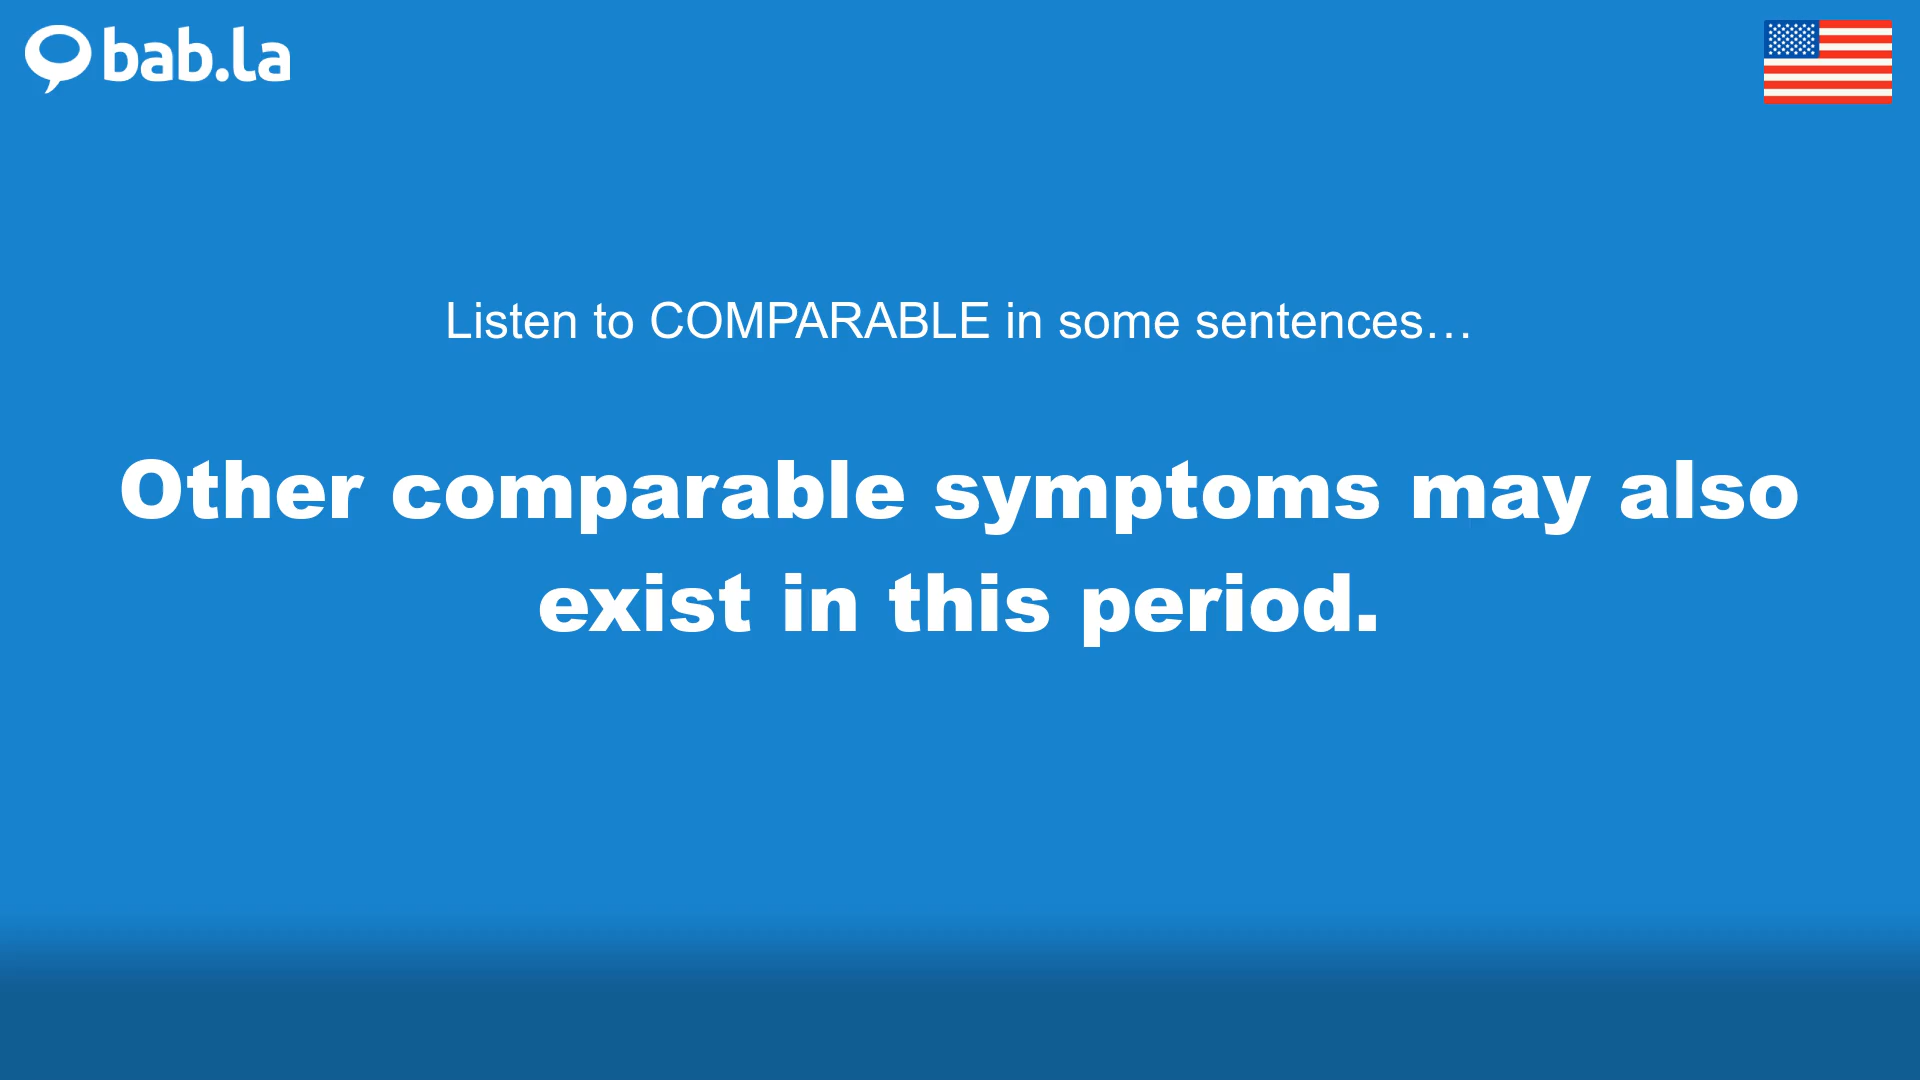 bab.la
Listen to COMPARABLE in some sentences…
Other comparable symptoms may also
exist in this period.